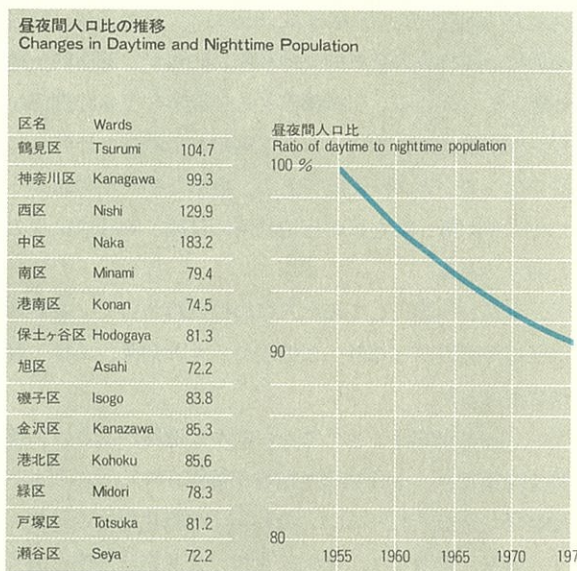 昼夜間人口比の推移
Changes in Daytime and Nighttime Population
区名 Wards
鶴見区 Tsurumi 104.7
神奈川区 Kanagawa 99.3
西区 Nishi 129.9
中区 Naka 183.2
南区 Minami 79.4
港南区 Konan 74.5
保土ヶ谷区 Hodogaya 81.3
旭区 Asahi 72.2
磯子区 Isogo 83.8
金沢区 Kanazawa 85.3
港北区 Kohoku 85.6
緑区 Midori 78.3
戸塚区 Totsuka 81.2
瀬谷区 Seya 72.2
昼夜間人口比
Ratio of daytime to nighttime population
100 %
90
80
1955 1960 1965 1970 197